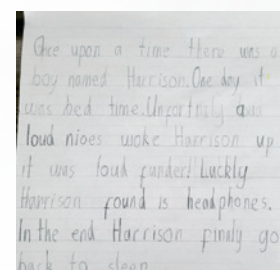 Once upon a time there was a
boy named Harrison. One day it
was bed time. Unfortnly a
loud nioes woke Harrison up
it was loud funder! Luckly
Harrison found is headphones.
In the end Harrison finaly go
back to sleep